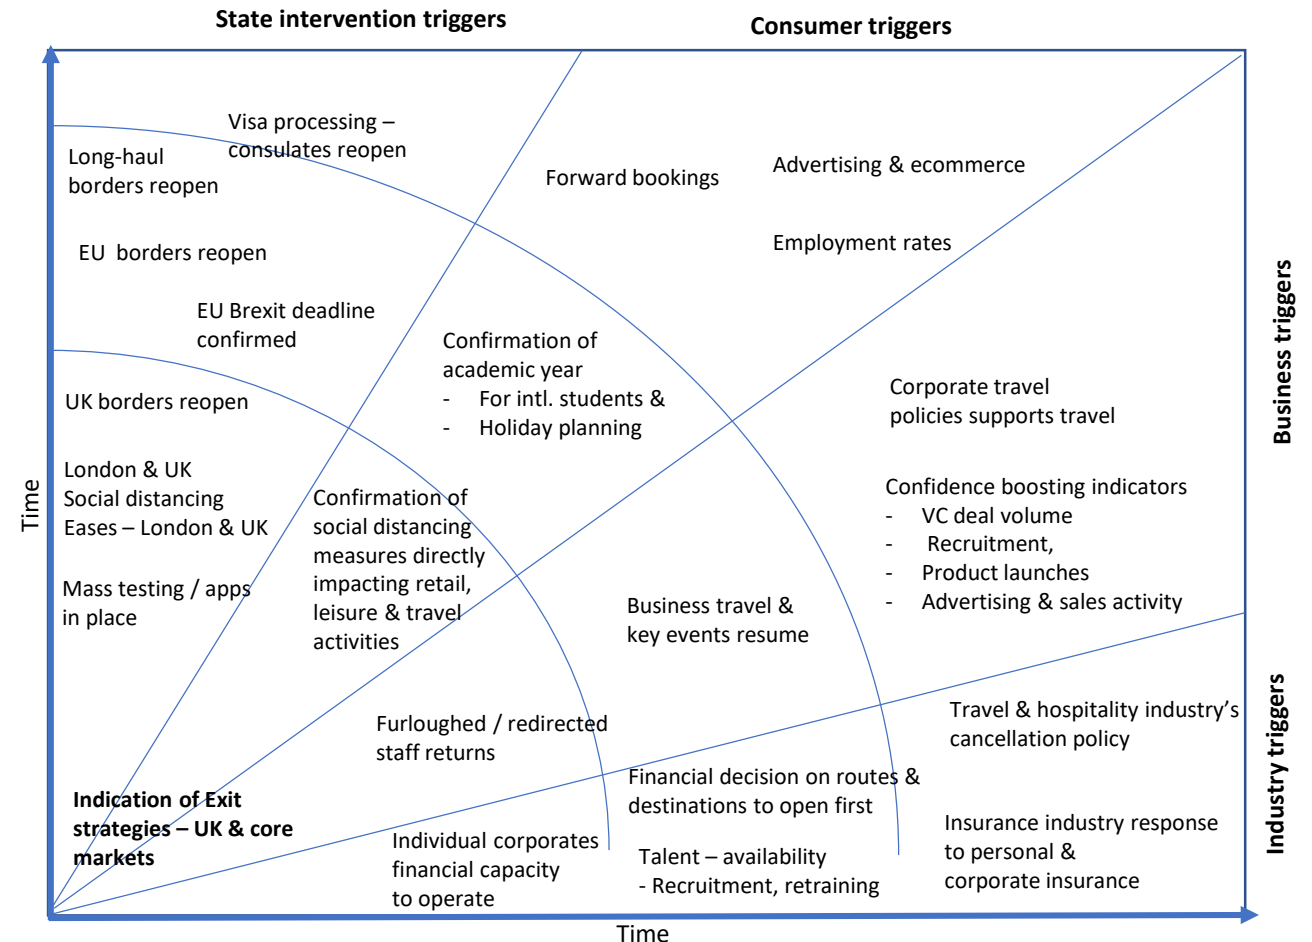 State intervention triggers
Consumer triggers
Visa processing –
consulates reopen
Long-haul
borders reopen
EU  borders reopen
EU Brexit deadline
confirmed
UK borders reopen
London & UK
Social distancing
Eases – London & UK
Mass testing / apps
in place
Indication of Exit
strategies – UK & core
markets
Forward bookings
Advertising & ecommerce
Employment rates
Confirmation of
academic year
- For intl. students &
- Holiday planning
Confirmation of
social distancing
measures directly
impacting retail,
leisure & travel
activities
Corporate travel
policies supports travel
Confidence boosting indicators
- VC deal volume
- Recruitment,
- Product launches
- Advertising & sales activity
Business travel &
key events resume
Furloughed / redirected
staff returns
Travel & hospitality industry’s
cancellation policy
Financial decision on routes &
destinations to open first
Insurance industry response
to personal &
corporate insurance
Individual corporates
financial capacity
to operate
Talent – availability
- Recruitment, retraining
Business triggers
Industry triggers
Time
Time